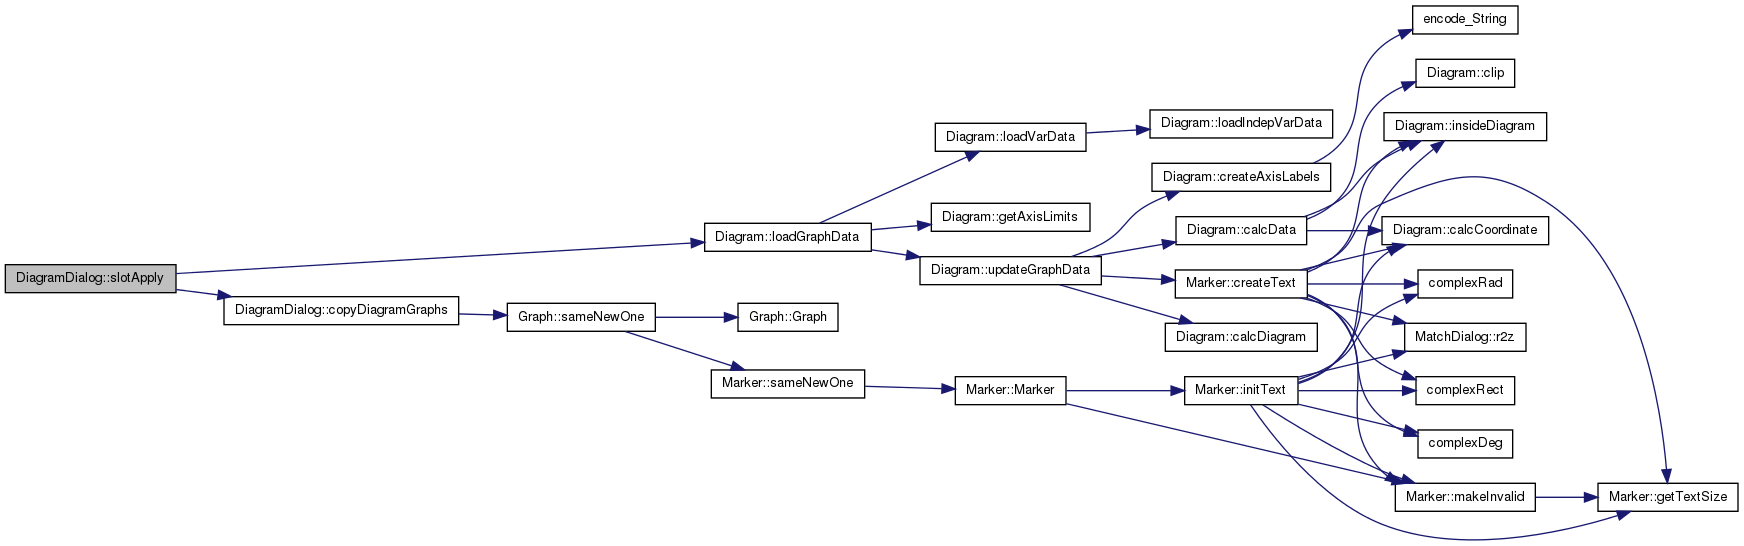 encode_String
Diagram::clip
Diagram::loadIndepVarData
Diagram::insideDiagram
Diagram::loadVarData
Diagram::createAxisLabels
Diagram::getAxisLimits
Diagram::calcData
Diagram::calcCoordinate
Diagram::loadGraphData
Diagram::updateGraphData
DiagramDialog::slotApply
Marker::createText
complexRad
DiagramDialog::copyDiagramGraphs
Graph::sameNewOne
Graph::Graph
Diagram::calcDiagram
MatchDialog::r2z
Marker::sameNewOne
Marker::Marker
Marker::initText
complexRect
complexDeg
Marker::makeInvalid
Marker::getTextSize